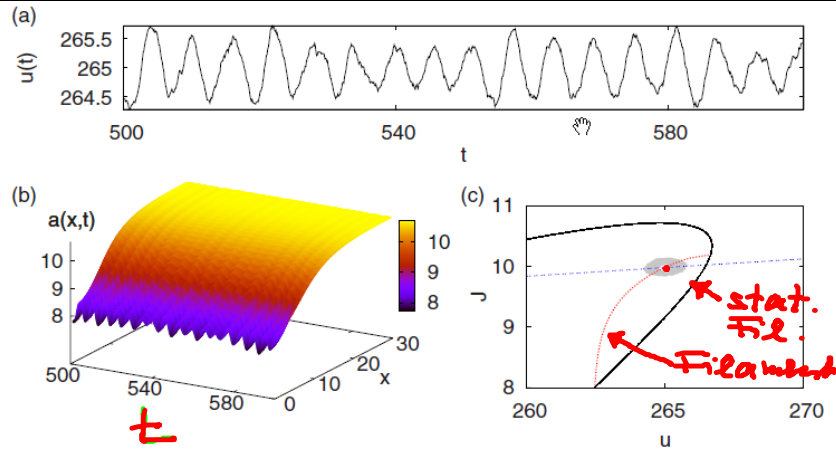 (a)
u(t)
265.5
265
264.5
500 540 580
t
(b)
a(x,t)
10
9
8
500
540
580
0
10
20
30
x
10
9
8
t
(c)
11
10
9
8
J
260 265 270
u
stat.
Fil.
Filament